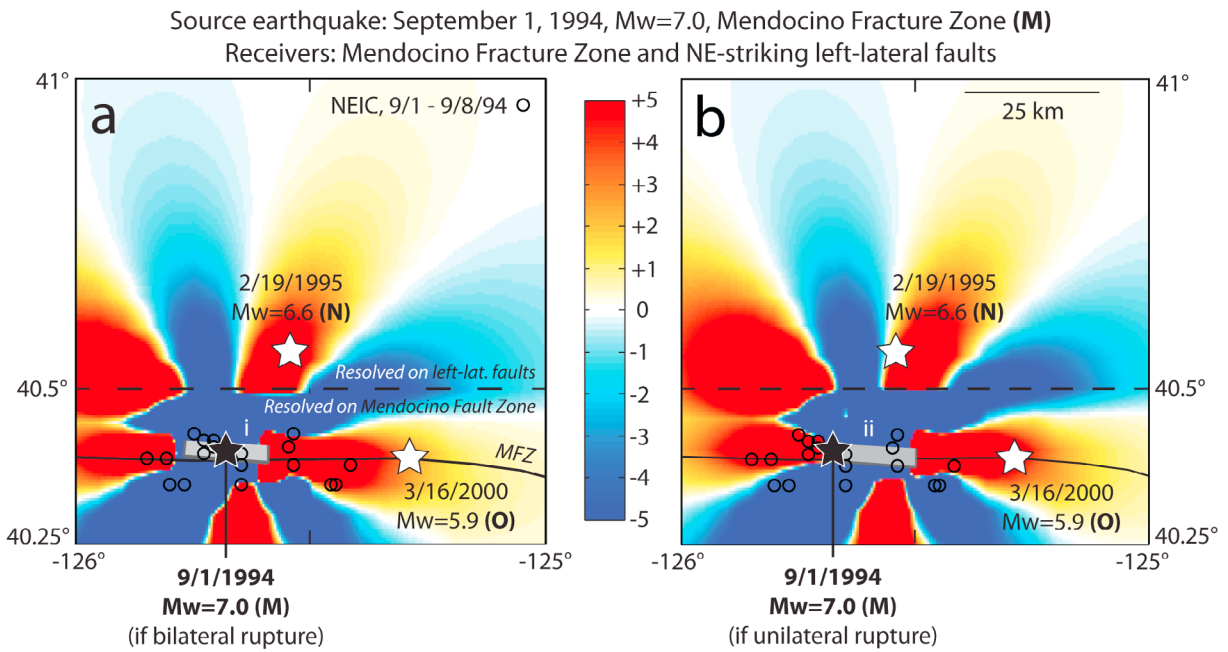 Source earthquake: September 1, 1994, Mw=7.0, Mendocino Fracture Zone (M)
Receivers: Mendocino Fracture Zone and NE-striking left-lateral faults
41°
a
NEIC, 9/1 - 9/8/94
2/19/1995
Mw=6.6 (N)
Resolved on left-lat. faults
40.5°
Resolved on Mendocino Fault Zone
i
MFZ
3/16/2000
Mw=5.9 (O)
40.25°
-126°
-125°
9/1/1994
Mw=7.0 (M)
(if bilateral rupture)
+5
+4
+3
+2
+1
0
-1
-2
-3
-4
-5
b
41°
25 km
2/19/1995
Mw=6.6 (N)
40.5°
ii
3/16/2000
Mw=5.9 (O)
40.25°
-126°
-125°
9/1/1994
Mw=7.0 (M)
(if unilateral rupture)